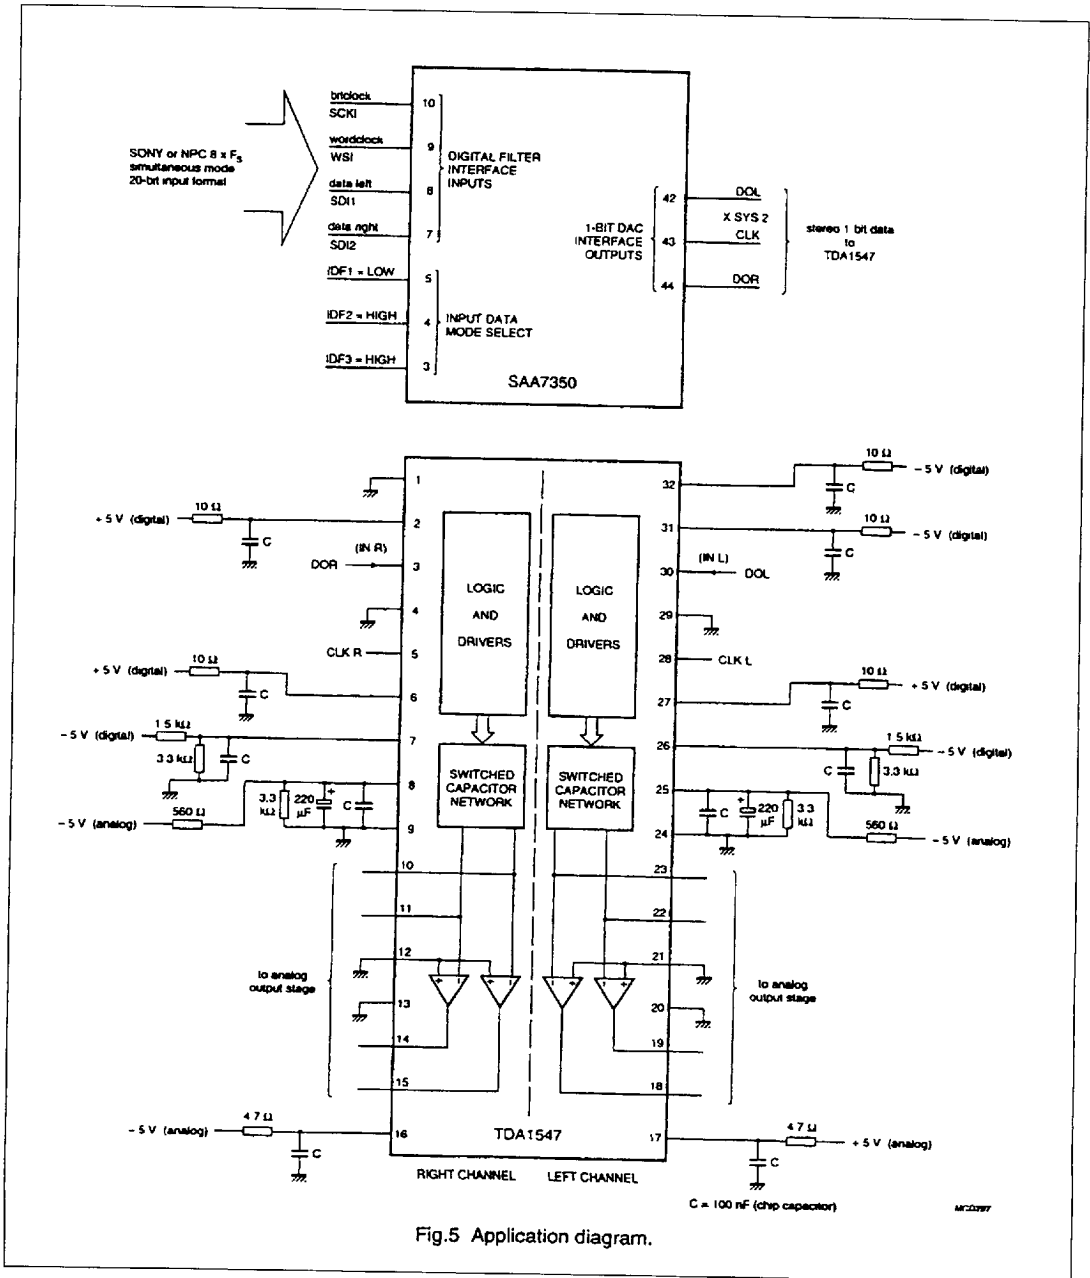 bitclock
SCKI
10
wordclock
WSI
9
SONY or NPC 8 x Fs
simultaneous mode
20-bit input format
DIGITAL FILTER
INTERFACE
INPUTS
data left
SDI1
8
data right
SDI2
7
IDF1 = LOW
5
IDF2 = HIGH
4
INPUT DATA
MODE SELECT
IDF3 = HIGH
3
SAA7350
1-BIT DAC
INTERFACE
OUTPUTS
42
DOL
X SYS 2
43
CLK
44
DOR
stereo 1 bit data
to
TDA1547
1
+ 5 V (digital)
10 Ω
C
2
DOR
(IN R)
3
4
CLK R
5
+ 5 V (digital)
10 Ω
C
6
- 5 V (digital)
1.5 kΩ
3.3 kΩ
C
7
8
- 5 V (analog)
560 Ω
3.3
kΩ
+
220
μF
C
9
10
11
12
to analog
output stage
13
14
15
- 5 V (analog)
4.7 Ω
C
16
LOGIC
AND
DRIVERS
LOGIC
AND
DRIVERS
SWITCHED
CAPACITOR
NETWORK
SWITCHED
CAPACITOR
NETWORK
+ -
+ -
- +
- +
TDA1547
RIGHT CHANNEL
LEFT CHANNEL
32
10 Ω
- 5 V (digital)
C
31
10 Ω
- 5 V (digital)
C
30
(IN L)
DOL
29
28
CLK L
27
10 Ω
+ 5 V (digital)
C
26
1.5 kΩ
- 5 V (digital)
C
3.3 kΩ
25
C
+
220
μF
3.3
kΩ
560 Ω
- 5 V (analog)
24
23
22
21
to analog
output stage
20
19
18
17
4.7 Ω
+ 5 V (analog)
C
C = 100 nF (chip capacitor)
Fig.5 Application diagram.